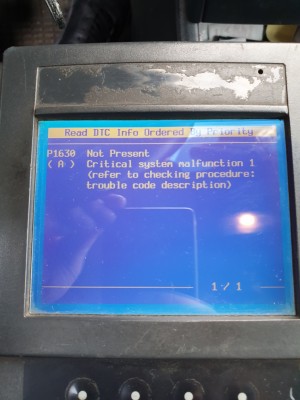 Read DTC Info Ordered By Priority
P1630 Not Present
( A ) Critical system malfunction 1
(refer to checking procedure:
trouble code description)
1 / 1